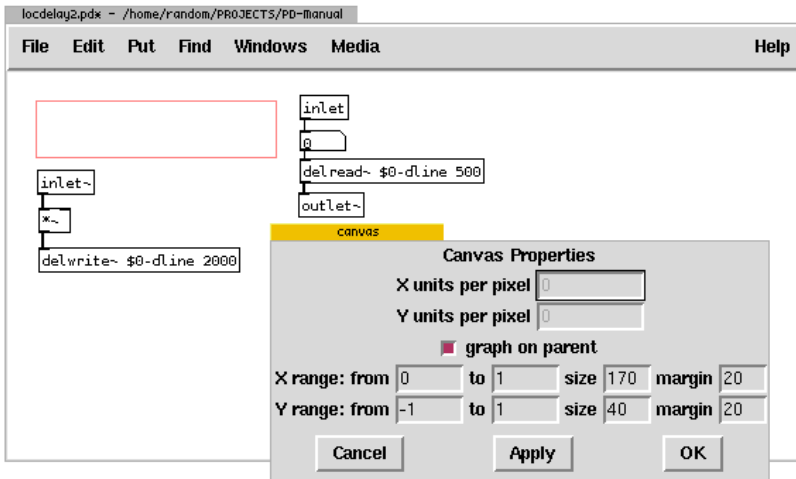 locdelay2.pd* - /home/random/PROJECTS/PD-Manual
File Edit Put Find Windows Media Help
inlet
0
delread~ $0-dline 500
outlet~
inlet~
*~
delwrite~ $0-dline 2000
canvas
Canvas Properties
X units per pixel 0
Y units per pixel 0
graph on parent
X range: from 0 to 1 size 170 margin 20
Y range: from -1 to 1 size 40 margin 20
Cancel Apply OK